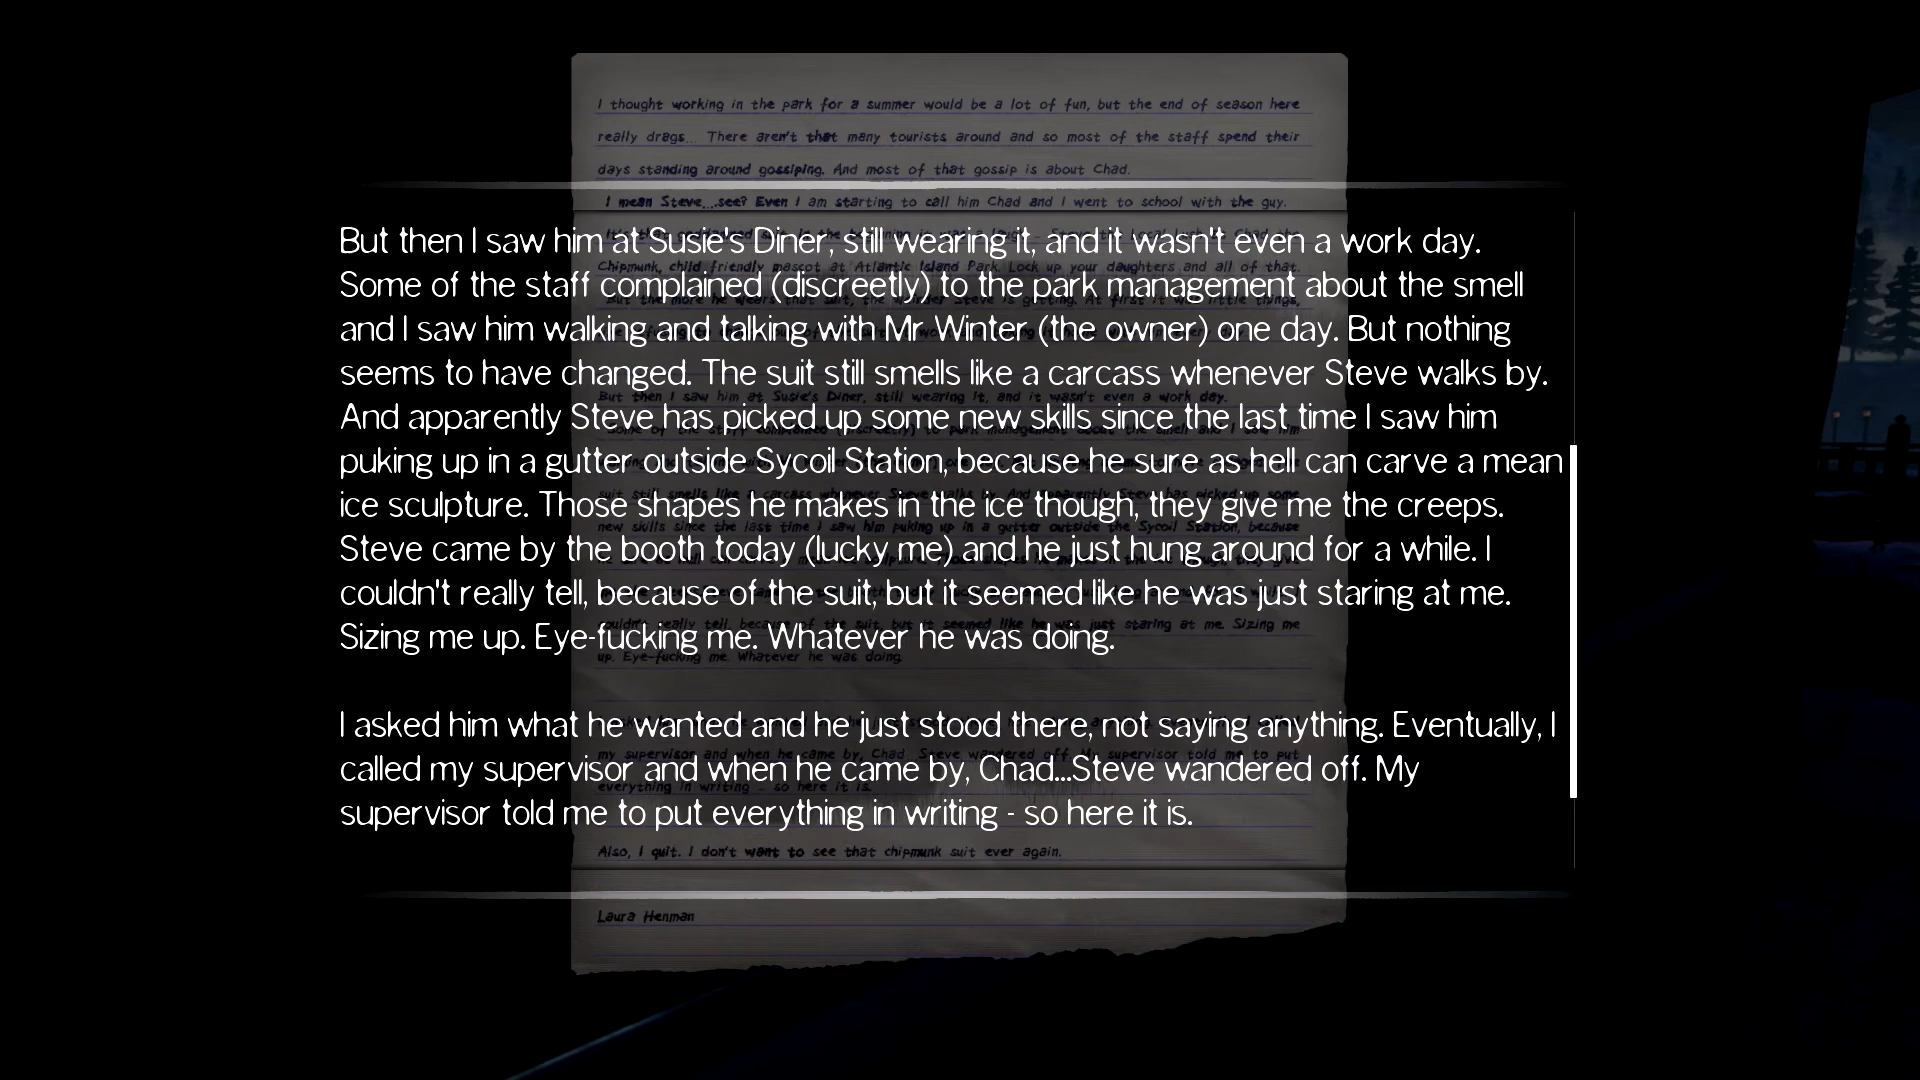 I thought working in the park for a summer would be a lot of fun, but the end of season here
really drags... There aren't that many tourists around and so most of the staff spend their
days standing around gossiping. And most of that gossip is about Chad.
I mean Steve...see? Even I am starting to call him Chad and I went to school with the guy.
But then I saw him at Susie's Diner, still wearing it, and it wasn't even a work day.
Some of the staff complained (discreetly) to the park management about the smell
and I saw him walking and talking with Mr Winter (the owner) one day. But nothing
seems to have changed. The suit still smells like a carcass whenever Steve walks by.
And apparently Steve has picked up some new skills since the last time I saw him
puking up in a gutter outside Sycoil Station, because he sure as hell can carve a mean
ice sculpture. Those shapes he makes in the ice though, they give me the creeps.
Steve came by the booth today (lucky me) and he just hung around for a while. I
couldn't really tell, because of the suit, but it seemed like he was just staring at me.
Sizing me up. Eye-fucking me. Whatever he was doing.
I asked him what he wanted and he just stood there, not saying anything. Eventually, I
called my supervisor and when he came by, Chad...Steve wandered off. My
supervisor told me to put everything in writing - so here it is.
Also, I quit. I don't want to see that chipmunk suit ever again.
Laura Henman